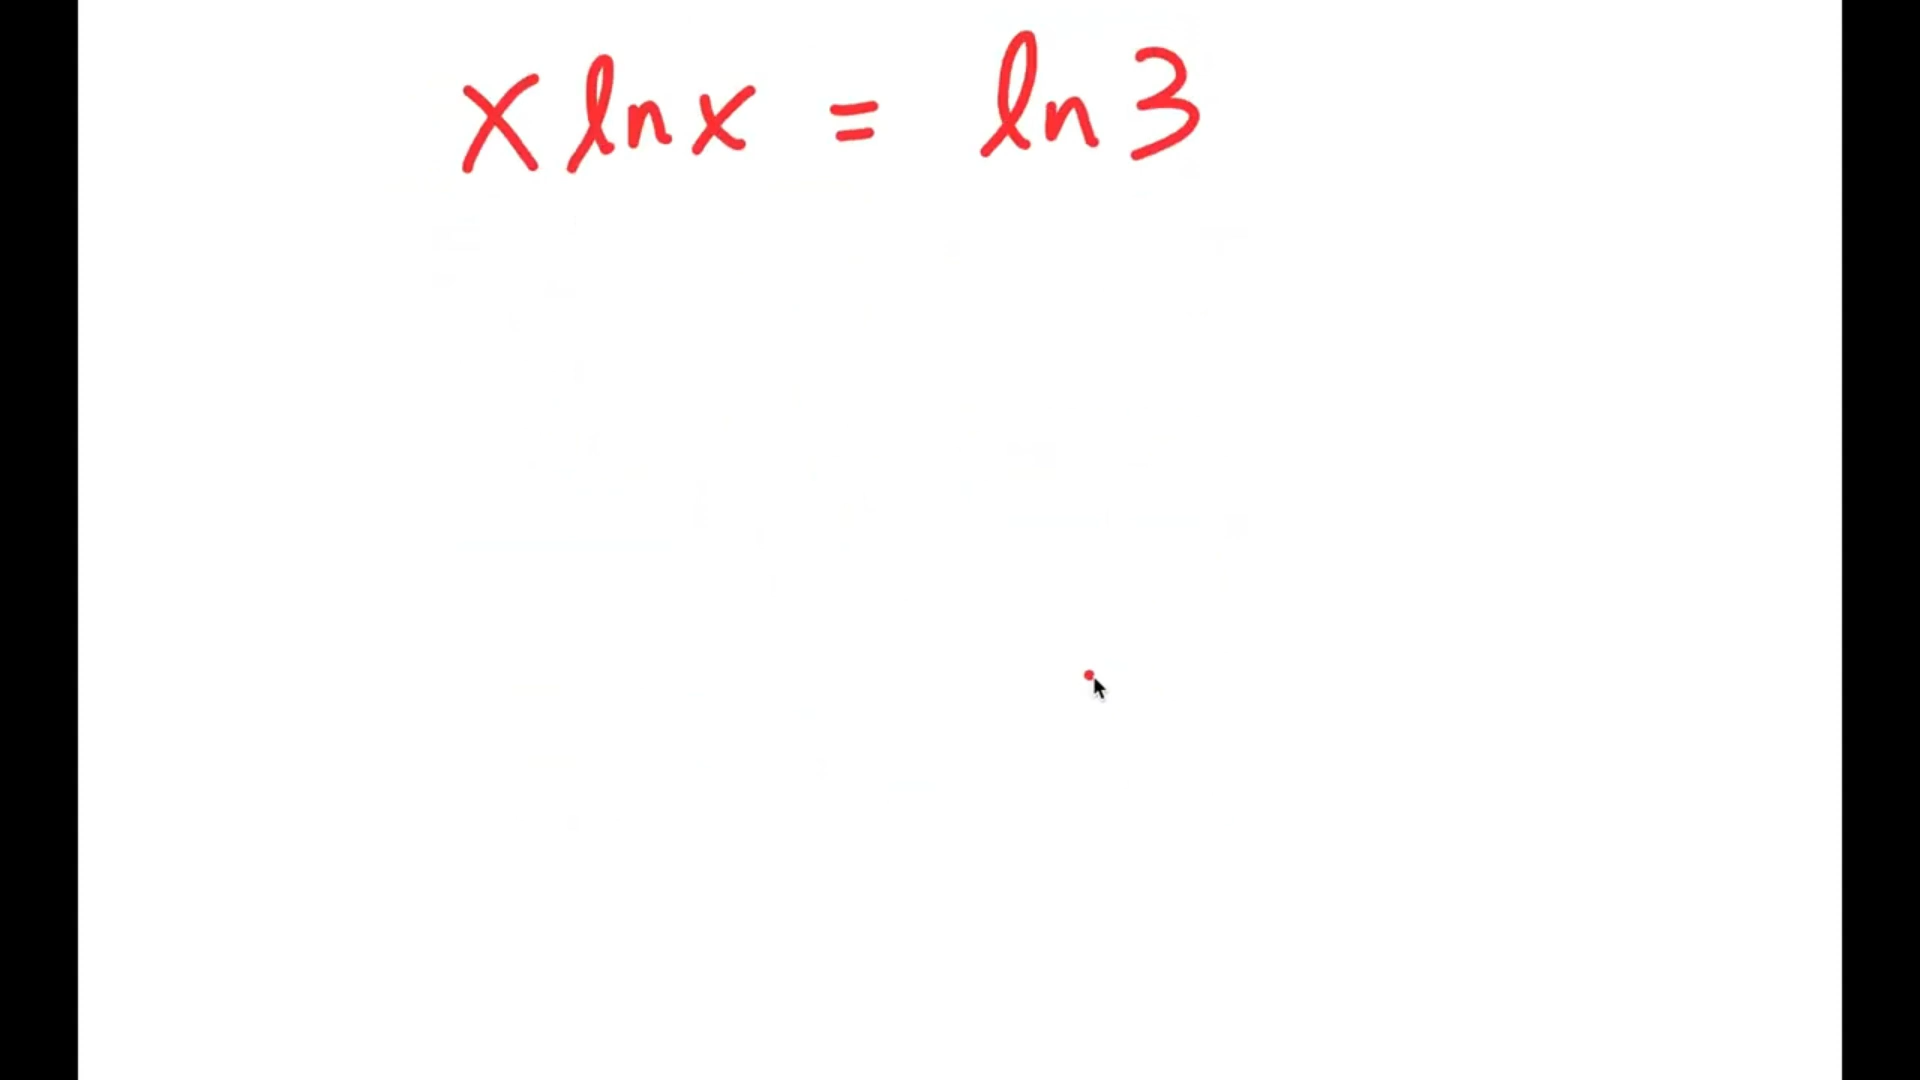 x ln x = ln 3